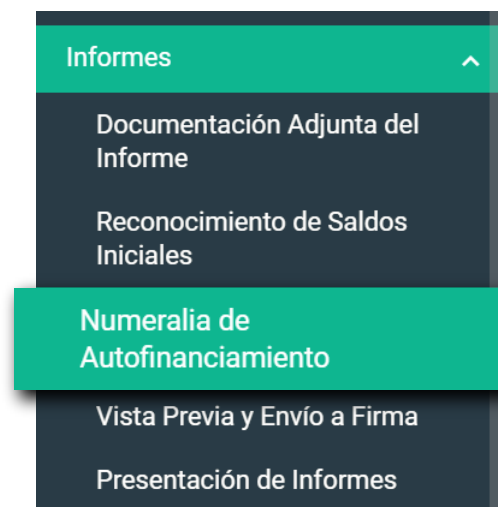 Informes
Documentación Adjunta del
Informe
Reconocimiento de Saldos
Iniciales
Numeralia de
Autofinanciamiento
Vista Previa y Envío a Firma
Presentación de Informes